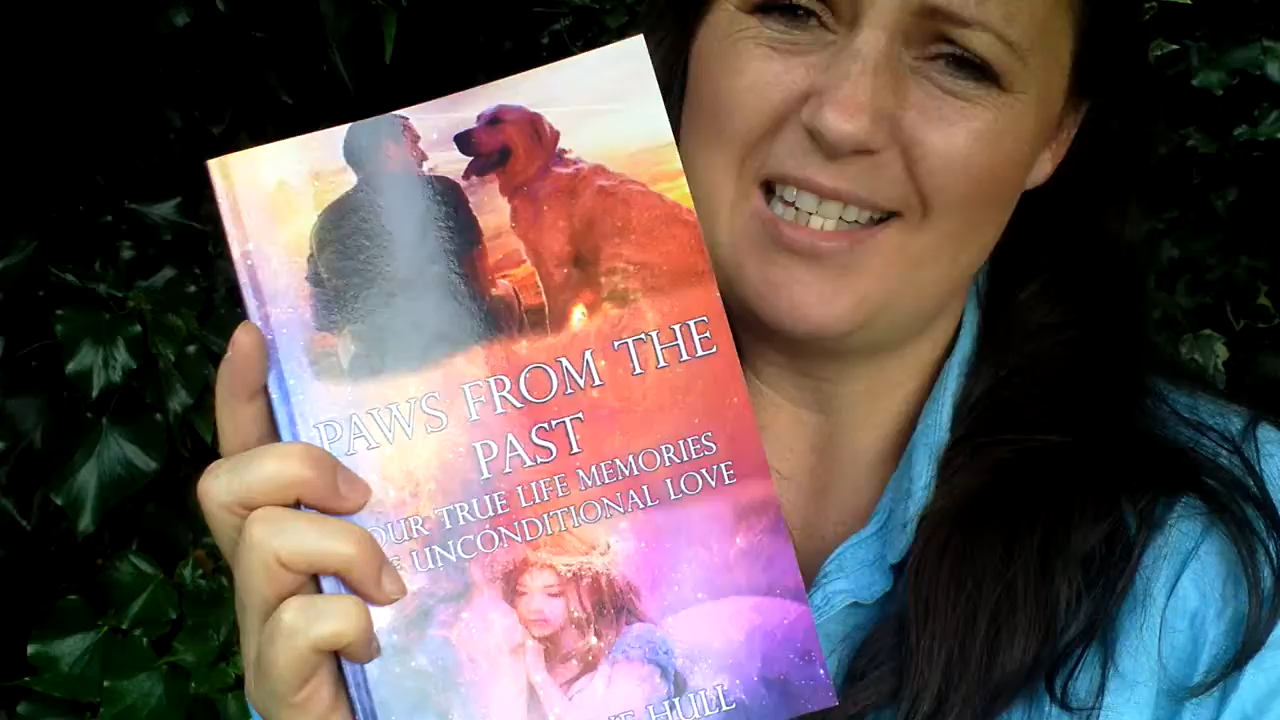 PAWS FROM THE
PAST
OUR TRUE LIFE MEMORIES
UNCONDITIONAL LOVE
HULL